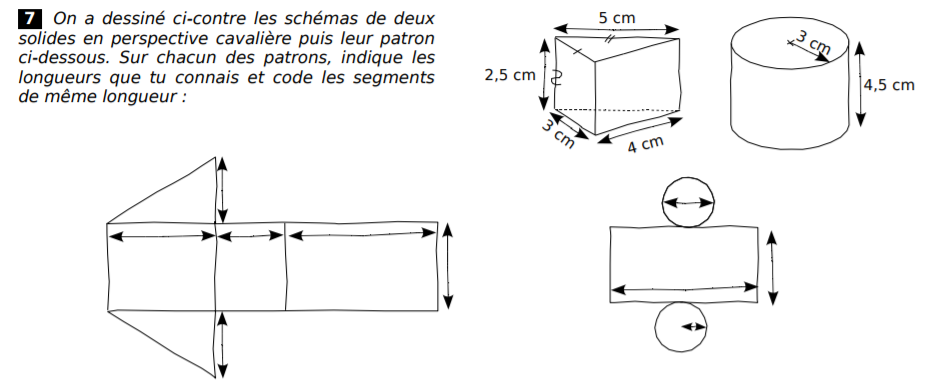 7 On a dessiné ci-contre les schémas de deux
solides en perspective cavalière puis leur patron
ci-dessous. Sur chacun des patrons, indique les
longueurs que tu connais et code les segments
de même longueur :
5 cm
2,5 cm
3 cm
4 cm
3 cm
4,5 cm